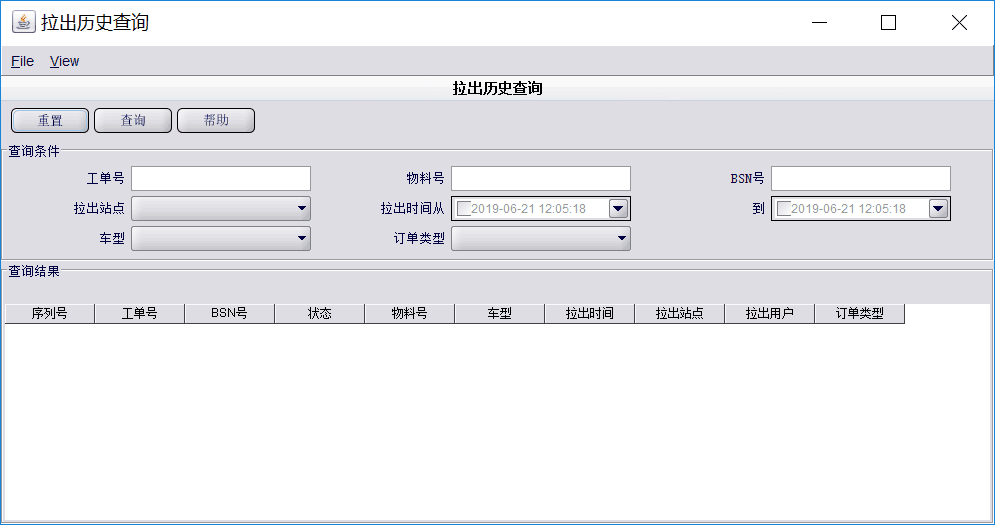 拉出历史查询
File View
拉出历史查询
重置 查询 帮助
查询条件
工单号 物料号 BSN号
拉出站点 拉出时间从 2019-06-21 12:05:18 到 2019-06-21 12:05:18
车型 订单类型
查询结果
序列号 工单号 BSN号 状态 物料号 车型 拉出时间 拉出站点 拉出用户 订单类型